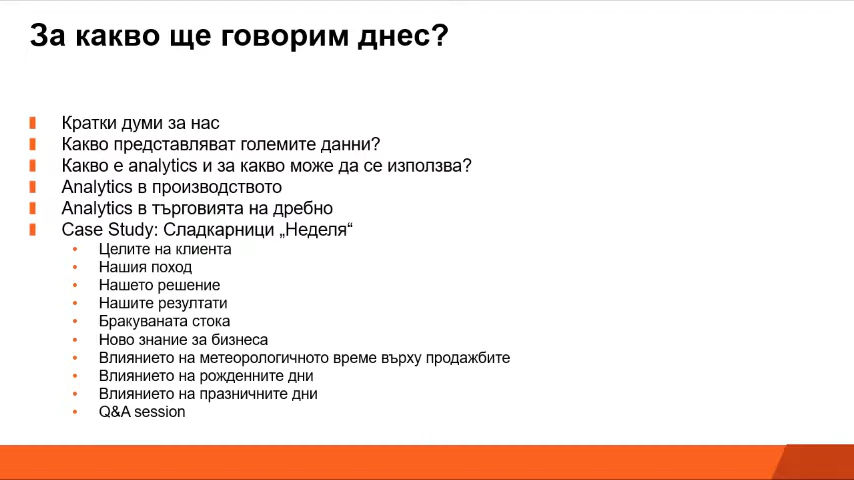 За какво ще говорим днес?
Кратки думи за нас
Какво представляват големите данни?
Какво е analytics и за какво може да се използва?
Analytics в производството
Analytics в търговията на дребно
Case Study: Сладкарници „Неделя“
Целите на клиента
Нашия поход
Нашето решение
Нашите резултати
Бракуваната стока
Ново знание за бизнеса
Влиянието на метеорологичното време върху продажбите
Влиянието на рожденните дни
Влиянието на празничните дни
Q&A session